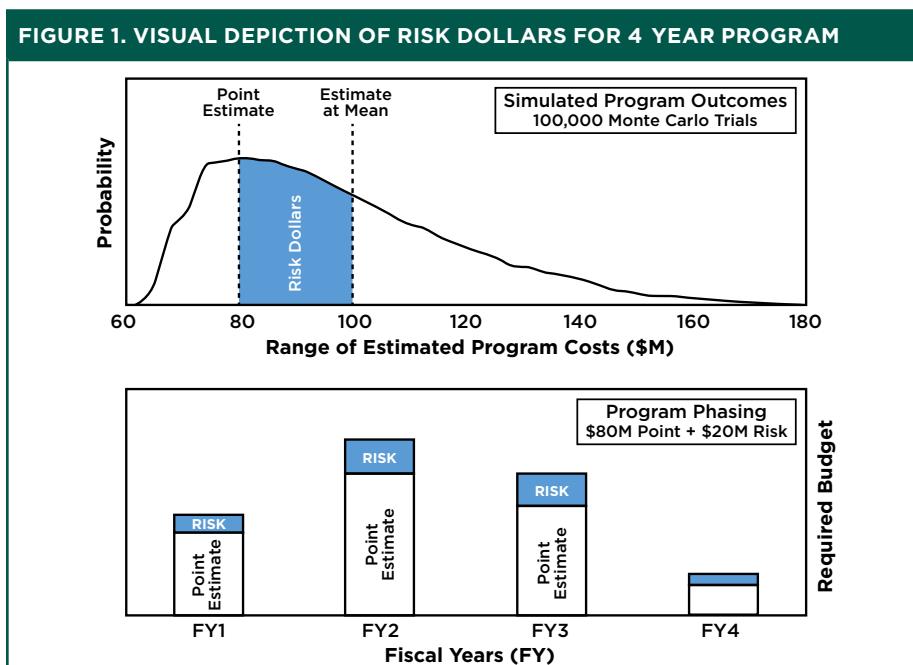 FIGURE 1. VISUAL DEPICTION OF RISK DOLLARS FOR 4 YEAR PROGRAM
Point
Estimate
Estimate
at Mean
Simulated Program Outcomes
100,000 Monte Carlo Trials
Probability
Risk Dollars
60 80 100 120 140 160 180
Range of Estimated Program Costs ($M)
Program Phasing
$80M Point + $20M Risk
Required Budget
RISK
Point
Estimate
RISK
Point
Estimate
RISK
Point
Estimate
FY1 FY2 FY3 FY4
Fiscal Years (FY)